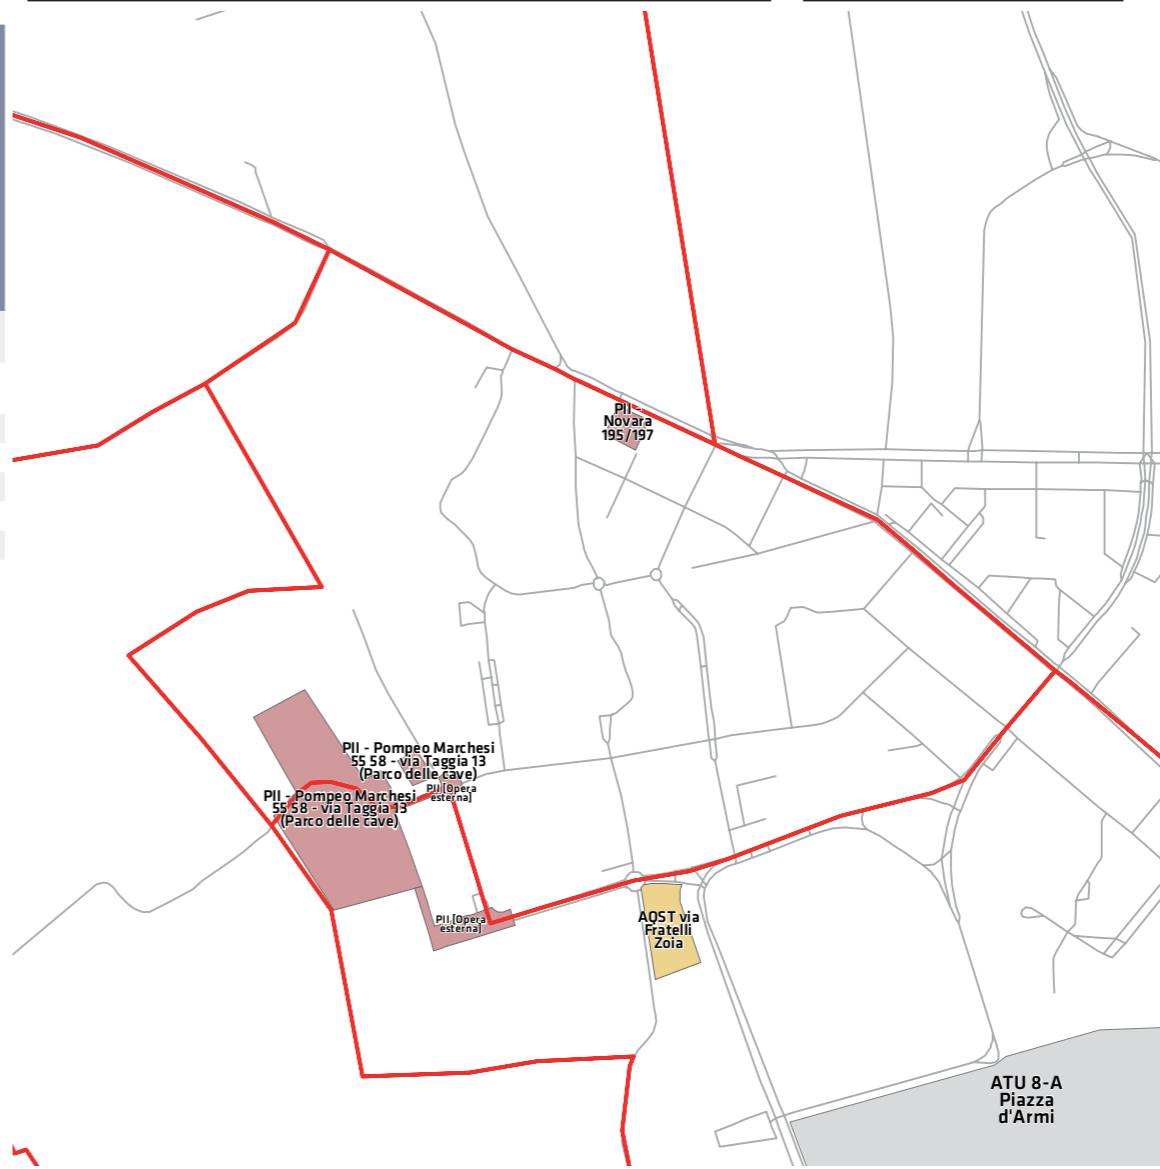 PII -
Novara
195/197
PII - Pompeo Marchesi
55 58 - via Taggia 13
(Parco delle cave)
PII [Opera
esterna]
PII - Pompeo Marchesi
55 58 - via Taggia 13
(Parco delle cave)
PII [Opera
esterna]
AQST via
Fratelli
Zoia
ATU 8-A
Piazza
d'Armi